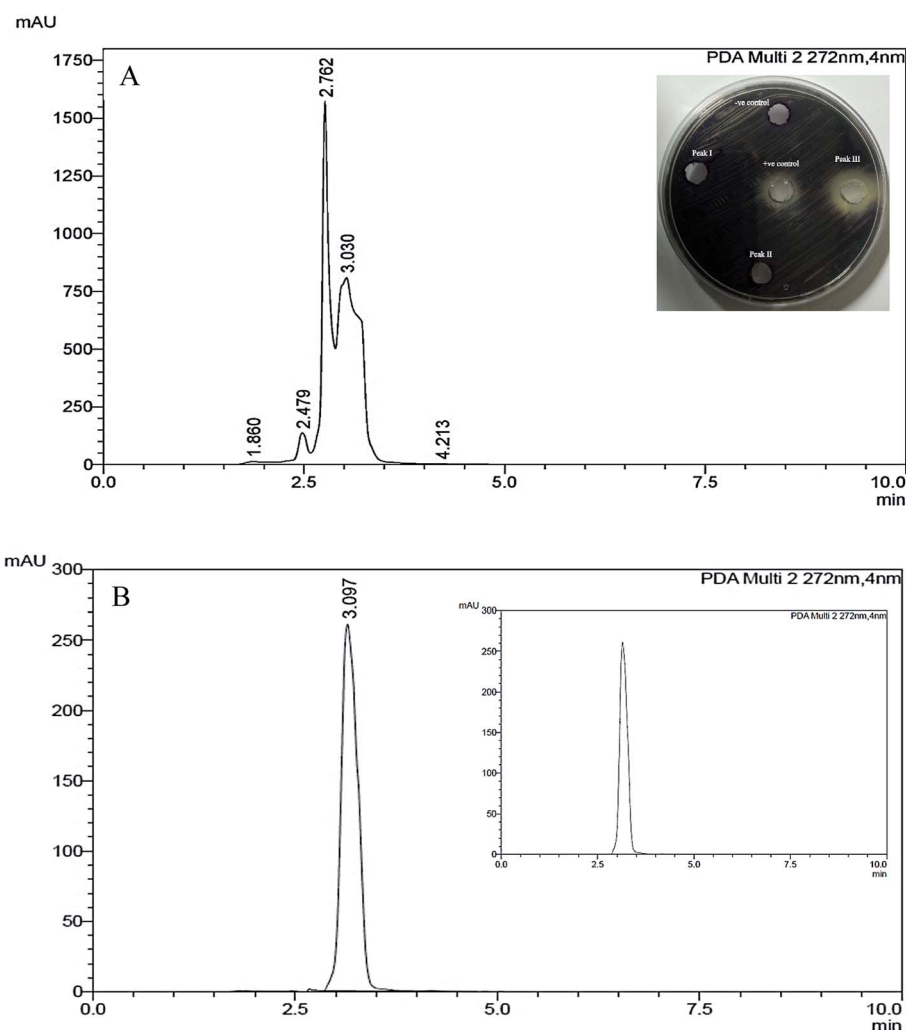 mAU
A
PDA Multi 2 272nm,4nm
1750
1500
1250
1000
750
500
250
0
1.860
2.479
2.762
3.030
4.213
-ve control
Peak I
+ve control
Peak III
Peak II
0.0 2.5 5.0 7.5 10.0
min
mAU
B
PDA Multi 2 272nm,4nm
300
250
200
150
100
50
0
3.097
mAU
PDA Multi 2 272nm,4nm
300
250
200
150
100
50
0
0.0 2.5 5.0 7.5 10.0
min
0.0 2.5 5.0 7.5 10.0
min